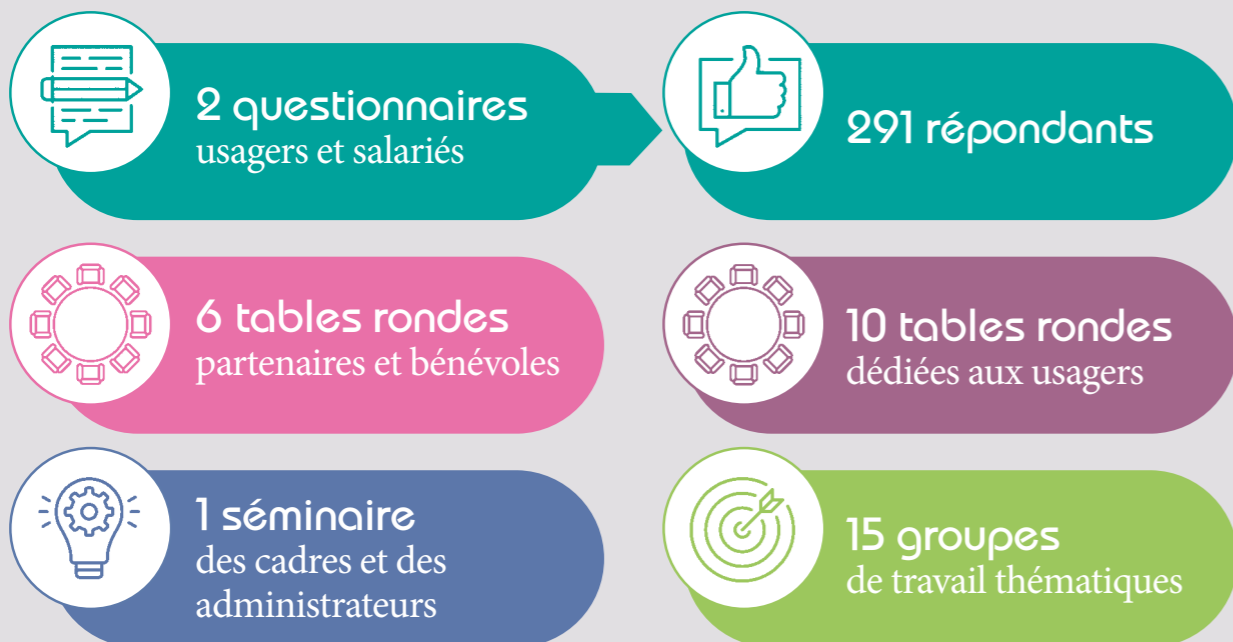 2 questionnaires
usagers et salariés
291 répondants
6 tables rondes
partenaires et bénévoles
10 tables rondes
dédiées aux usagers
1 séminaire
des cadres et des
administrateurs
15 groupes
de travail thématiques